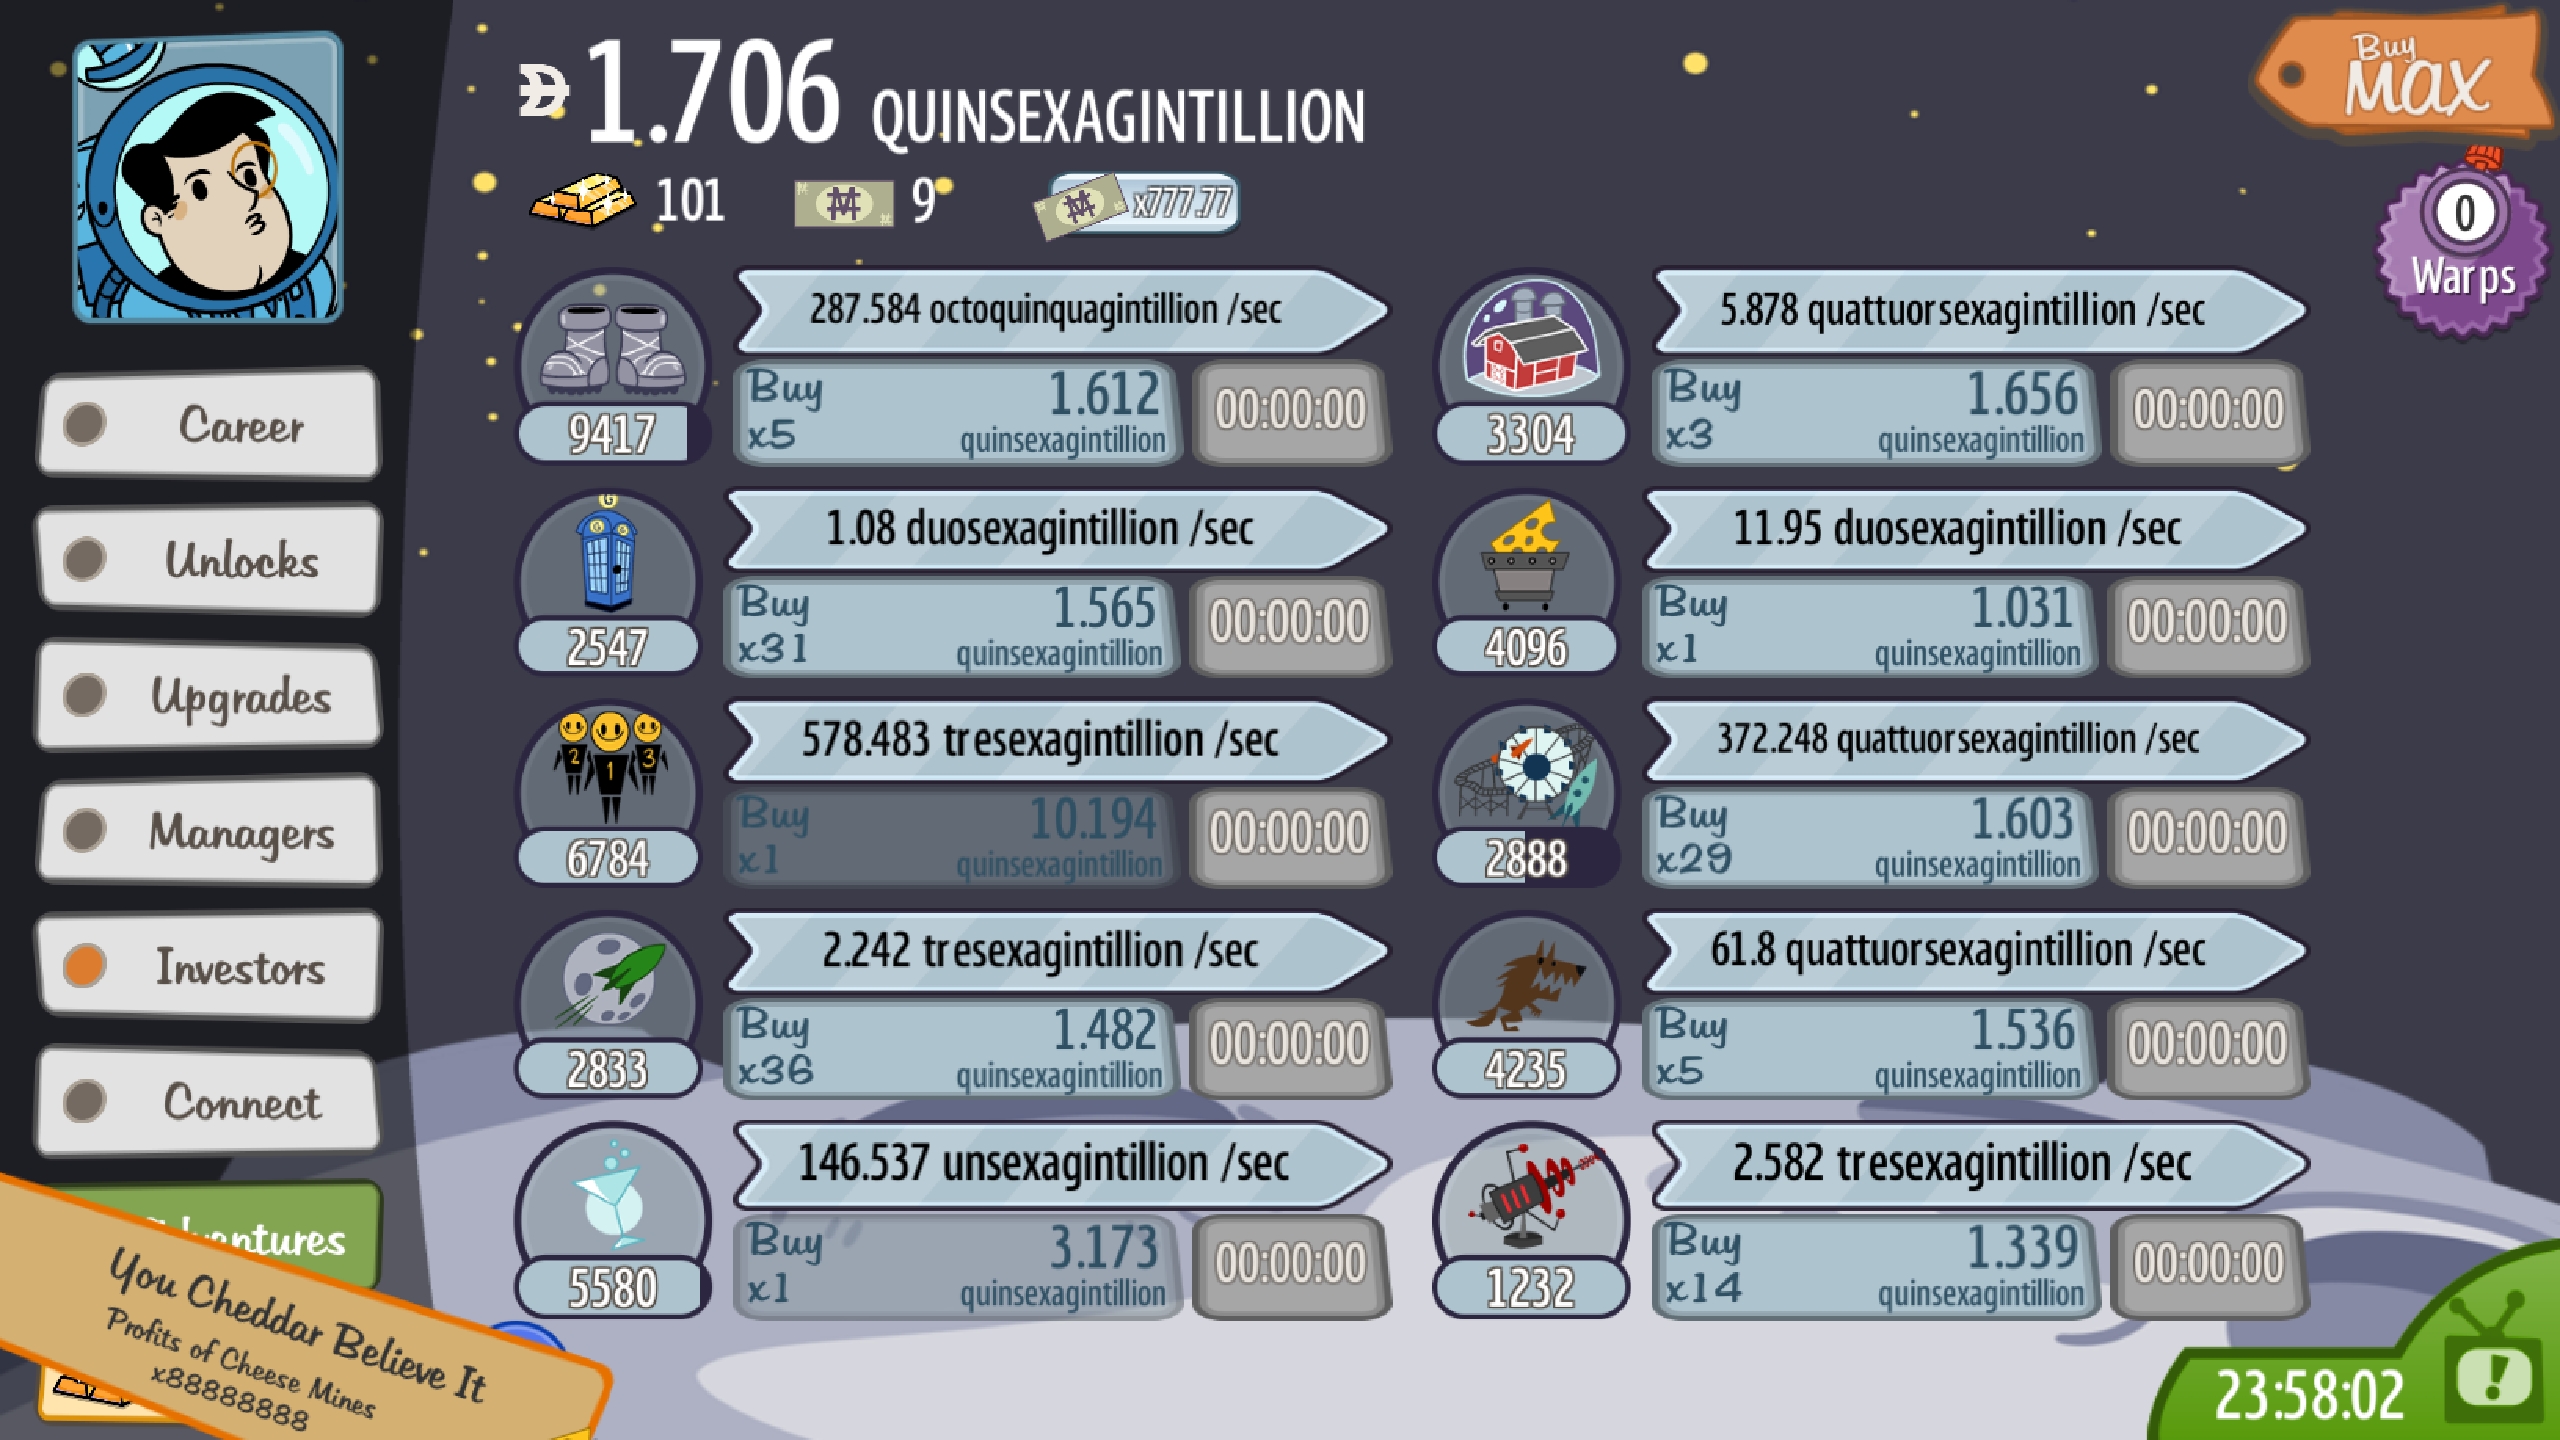 1.706 QUINSEXAGINTILLION
101 9 x777.77
Buy
MAX
0
Warps
Career
Unlocks
Upgrades
Managers
Investors
Connect
You Cheddar Believe It
Profits of Cheese Mines
x88888888
287.584 octoquinquagintillion /sec
Buy 1.612
x5 quinsexagintillion
00:00:00
9417
5.878 quattuorsexagintillion /sec
Buy 1.656
x3 quinsexagintillion
00:00:00
3304
1.08 duosexagintillion /sec
Buy 1.565
x31 quinsexagintillion
00:00:00
2547
11.95 duosexagintillion /sec
Buy 1.031
x1 quinsexagintillion
00:00:00
4096
578.483 tresexagintillion /sec
2 1 3
Buy 10.194
x1 quinsexagintillion
00:00:00
6784
372.248 quattuorsexagintillion /sec
Buy 1.603
x29 quinsexagintillion
00:00:00
2888
2.242 tresexagintillion /sec
Buy 1.482
x36 quinsexagintillion
00:00:00
2833
61.8 quattuorsexagintillion /sec
Buy 1.536
x5 quinsexagintillion
00:00:00
4235
146.537 unsexagintillion /sec
Buy 3.173
x1 quinsexagintillion
00:00:00
5580
2.582 tresexagintillion /sec
Buy 1.339
x14 quinsexagintillion
00:00:00
1232
23:58:02